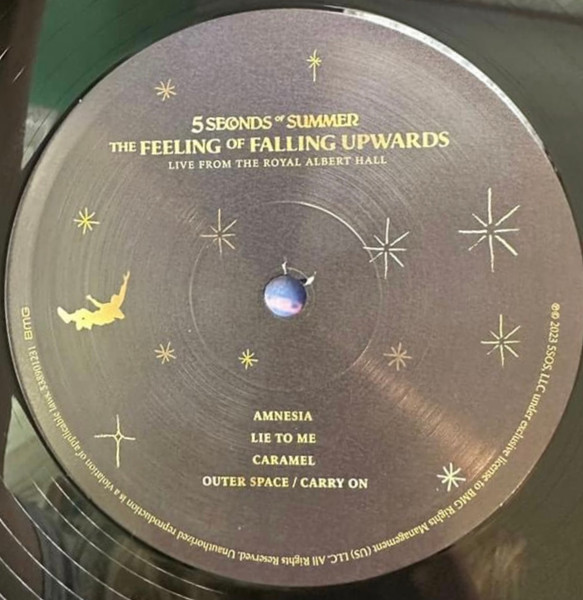 5 SECONDS OF SUMMER
THE FEELING OF FALLING UPWARDS
LIVE FROM THE ROYAL ALBERT HALL
AMNESIA
LIE TO ME
CARAMEL
OUTER SPACE / CARRY ON
℗© 2023 5SOS, LLC under exclusive license to BMG Rights Management (US) LLC. All Rights Reserved. Unauthorized reproduction is a violation of applicable laws. 538901231 BMG